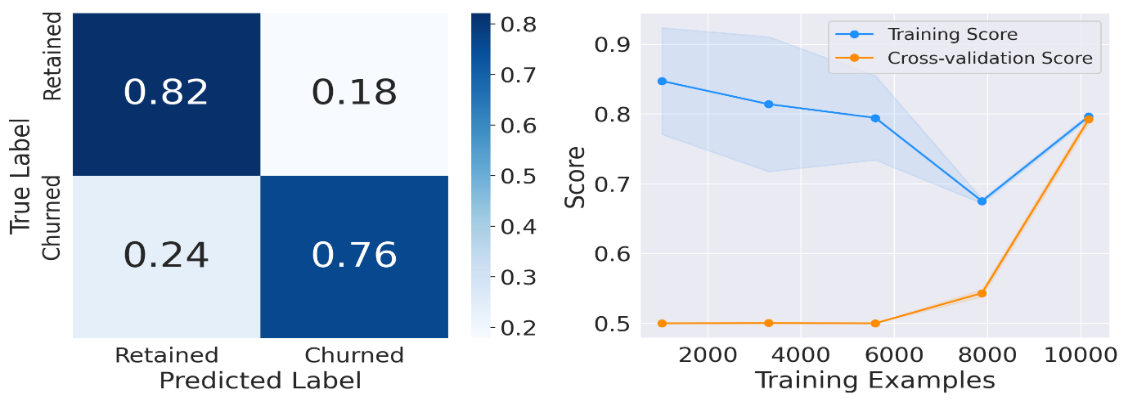 True Label
Retained
Churned
0.82
0.18
0.24
0.76
Retained
Churned
Predicted Label
0.8
0.7
0.6
0.5
0.4
0.3
0.2
Score
0.9
0.8
0.7
0.6
0.5
Training Score
Cross-validation Score
2000
4000
6000
8000
10000
Training Examples